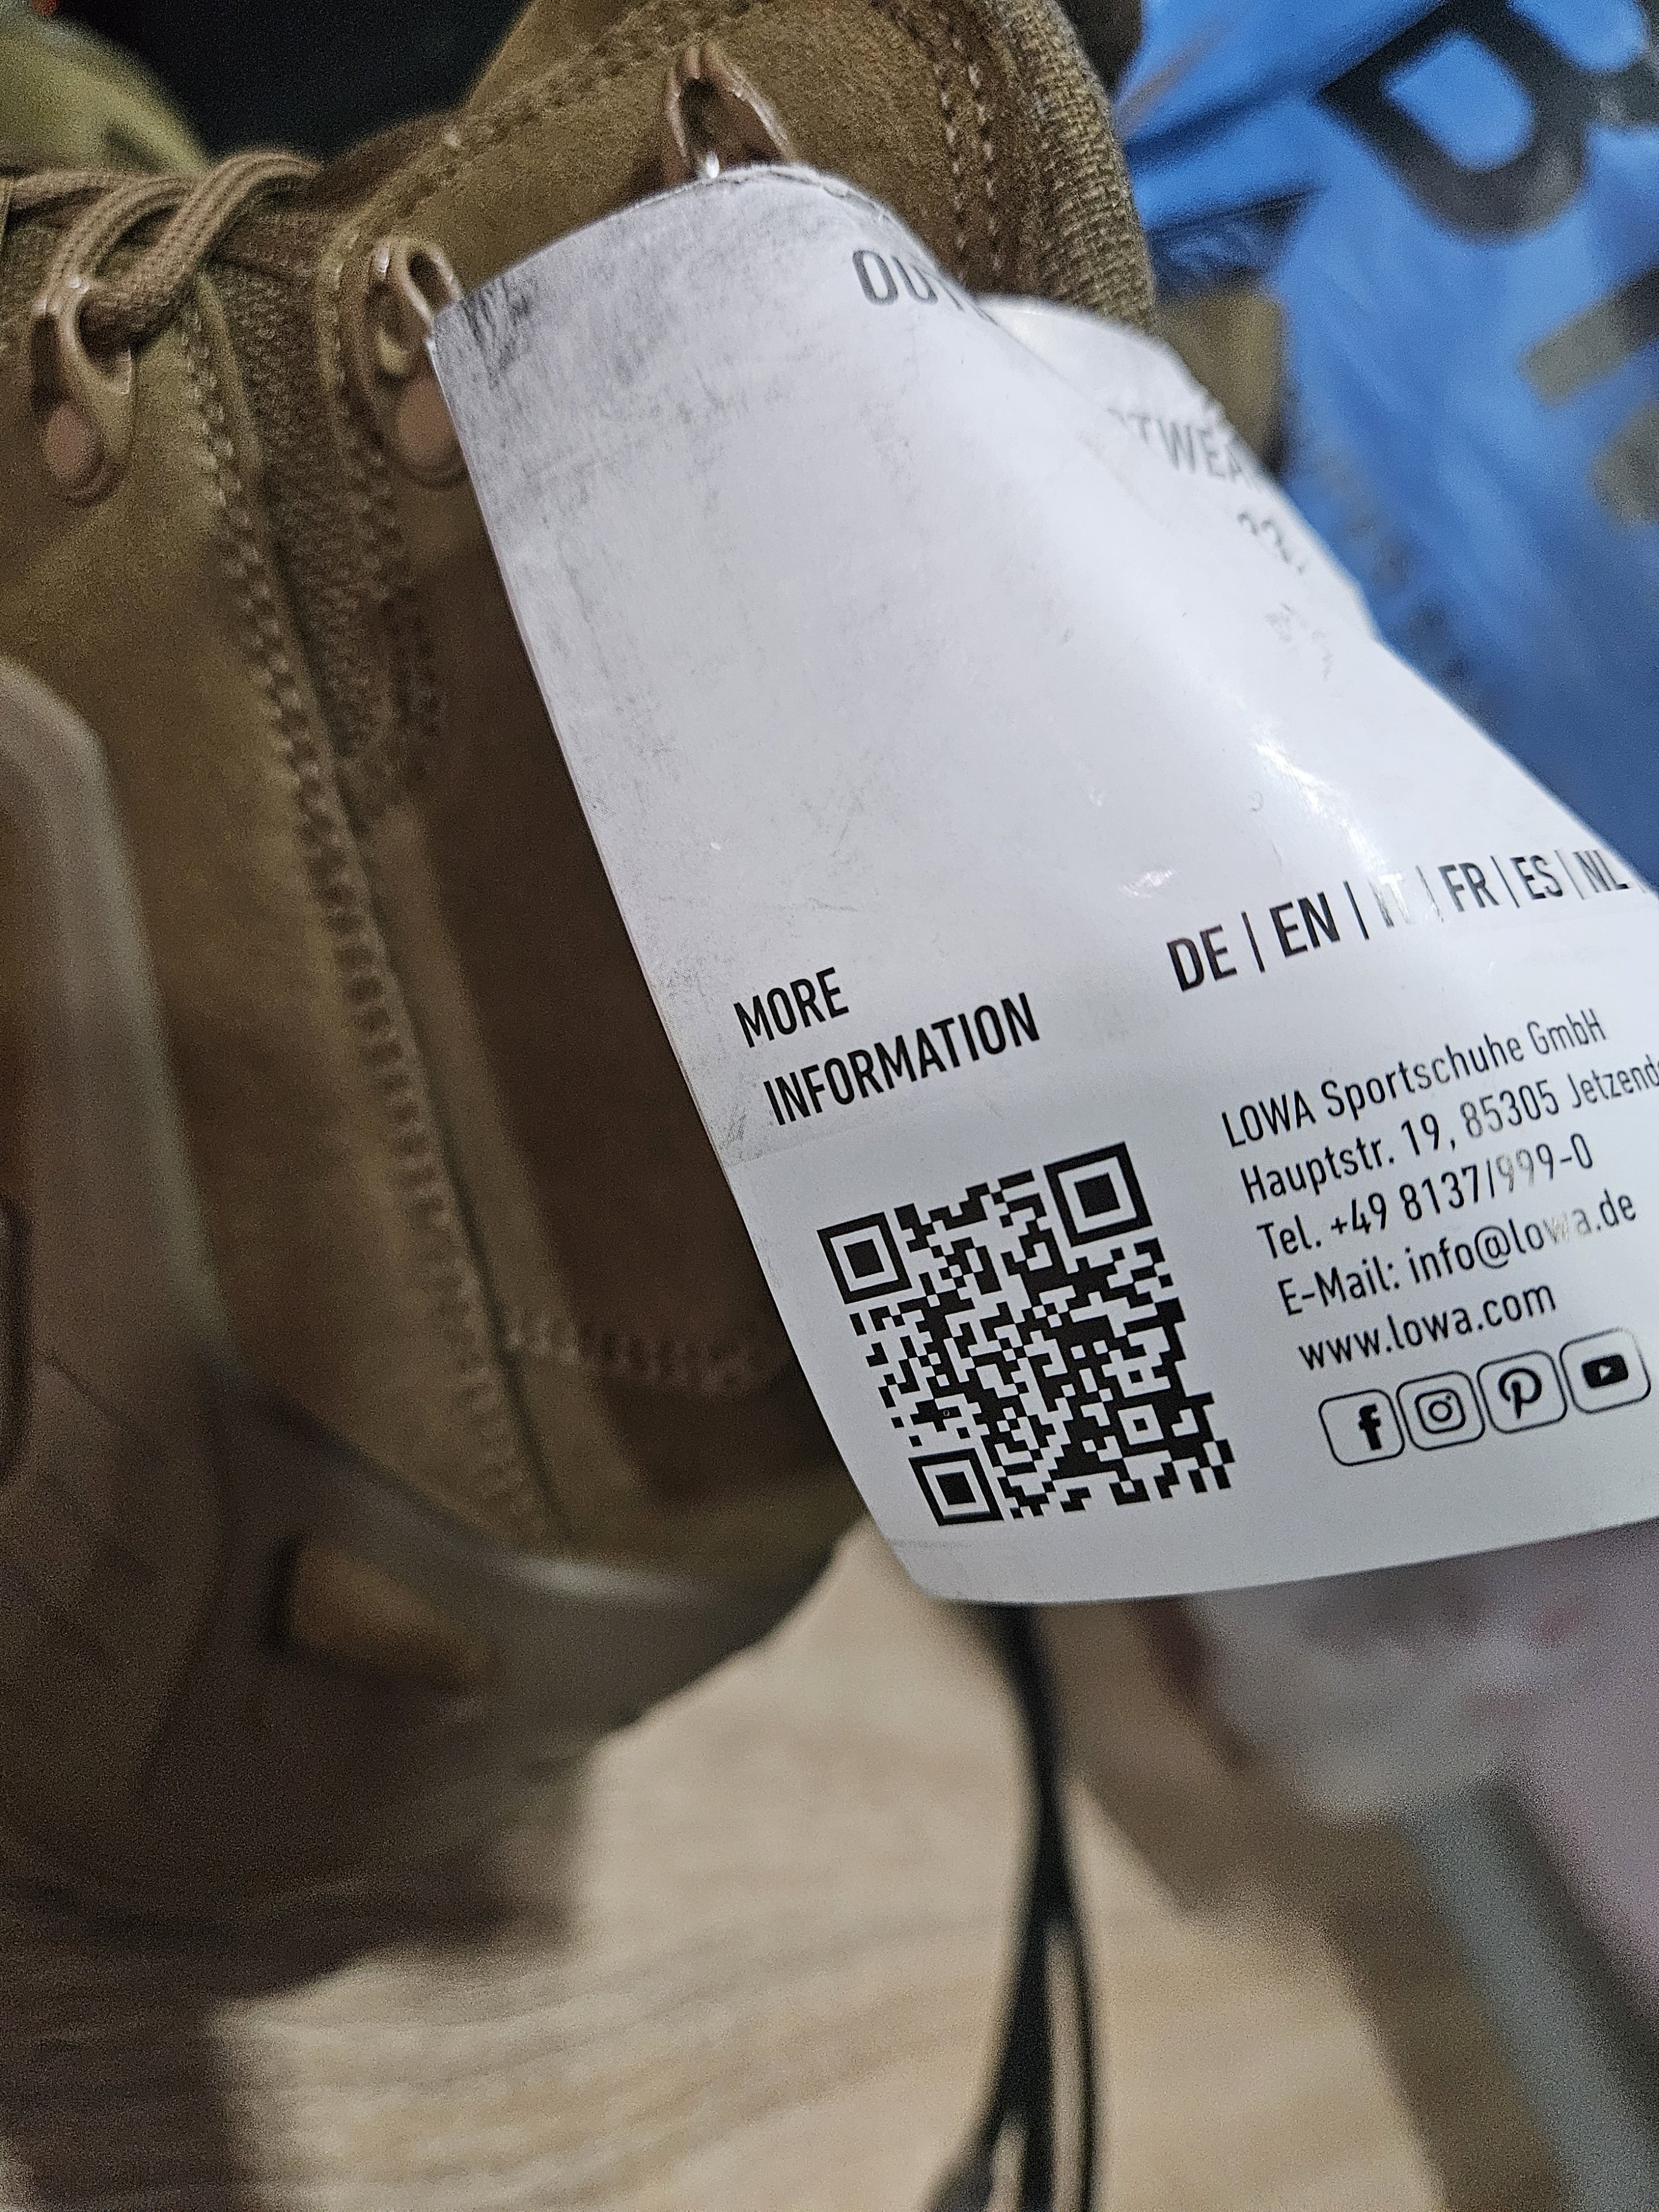 DE | EN | IT | FR | ES | NL
MORE
INFORMATION
LOWA Sportschuhe GmbH
Hauptstr. 19, 85305
Tel. +49 8137/999-0
E-Mail: info@lowa.de
www.lowa.com